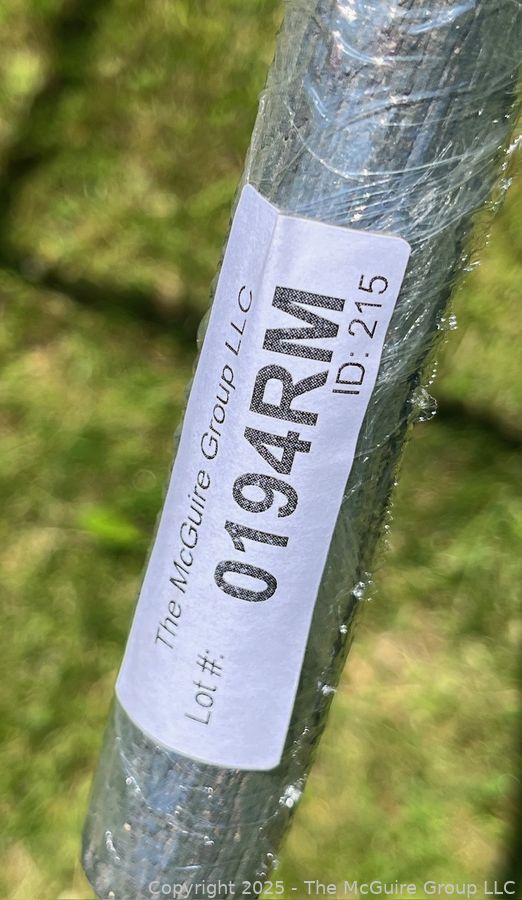 The McGuire Group LLC
Lot #: 0194RM
ID: 215
Copyright 2025 - The McGuire Group LLC